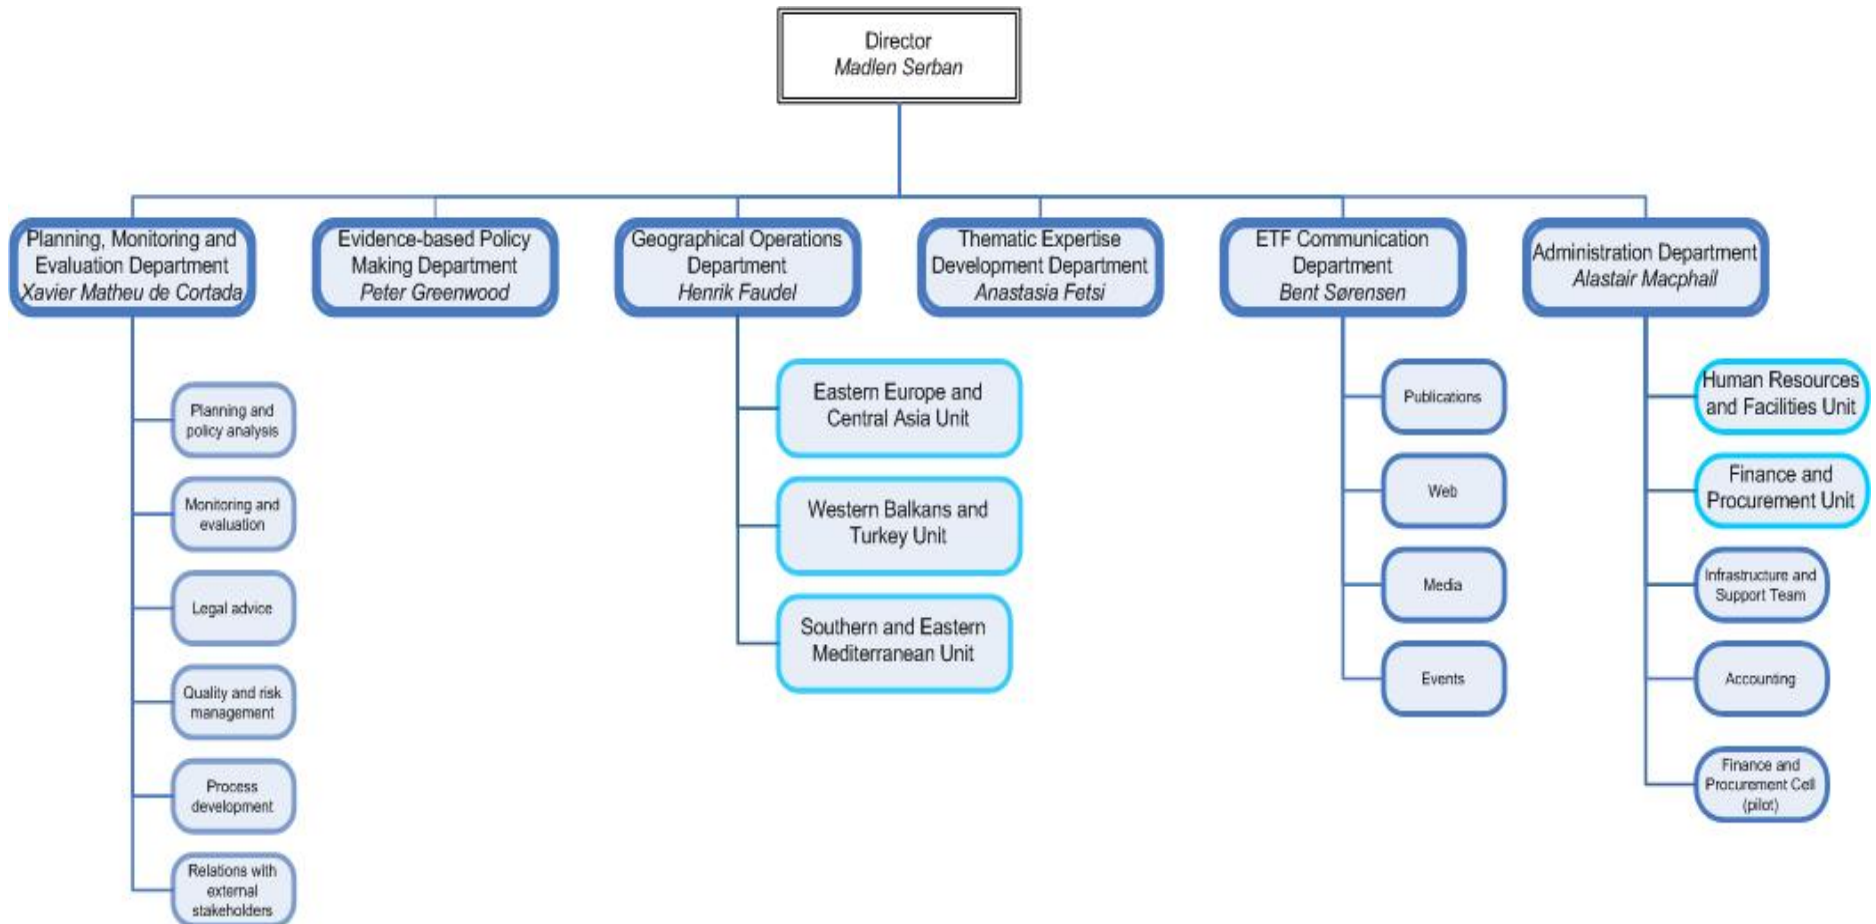 Director
Madlen Serban
Planning, Monitoring and
Evaluation Department
Xavier Matheu de Cortada
Evidence-based Policy
Making Department
Peter Greenwood
Geographical Operations
Department
Henrik Faudel
Thematic Expertise
Development Department
Anastasia Fetsi
ETF Communication
Department
Bent Sørensen
Administration Department
Alastair Macphail
Planning and
policy analysis
Monitoring and
evaluation
Legal advice
Quality and risk
management
Process
development
Relations with
external
stakeholders
Eastern Europe and
Central Asia Unit
Western Balkans and
Turkey Unit
Southern and Eastern
Mediterranean Unit
Publications
Web
Media
Events
Human Resources
and Facilities Unit
Finance and
Procurement Unit
Infrastructure and
Support Team
Accounting
Finance and
Procurement Cell
(pilot)